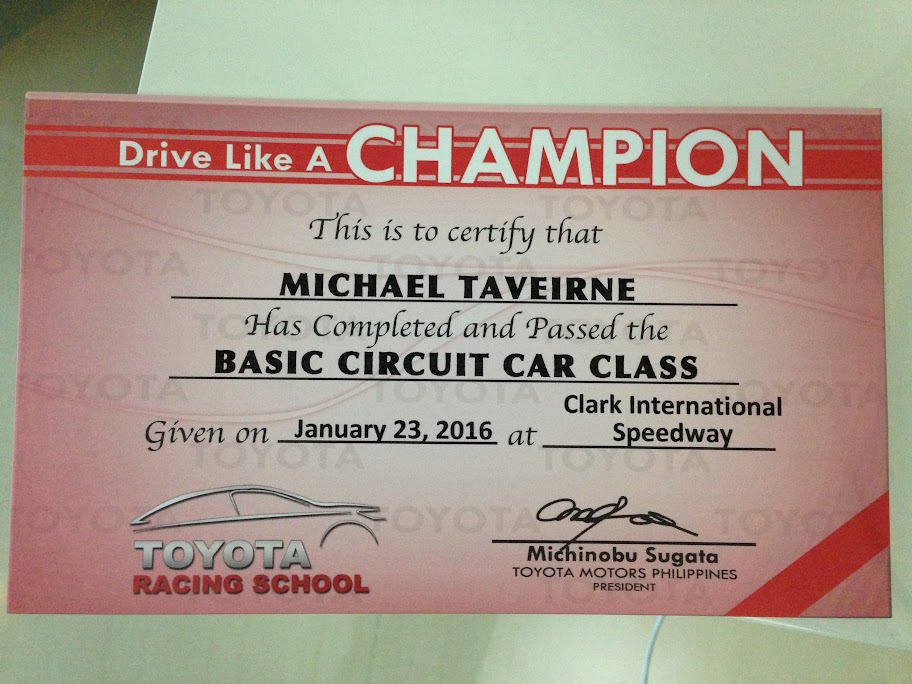 Drive Like A CHAMPION
This is to certify that
MICHAEL TAVEIRNE
Has Completed and Passed the
BASIC CIRCUIT CAR CLASS
Given on January 23, 2016 at Clark International Speedway
TOYOTA
RACING SCHOOL
Michinobu Sugata
TOYOTA MOTORS PHILIPPINES
PRESIDENT